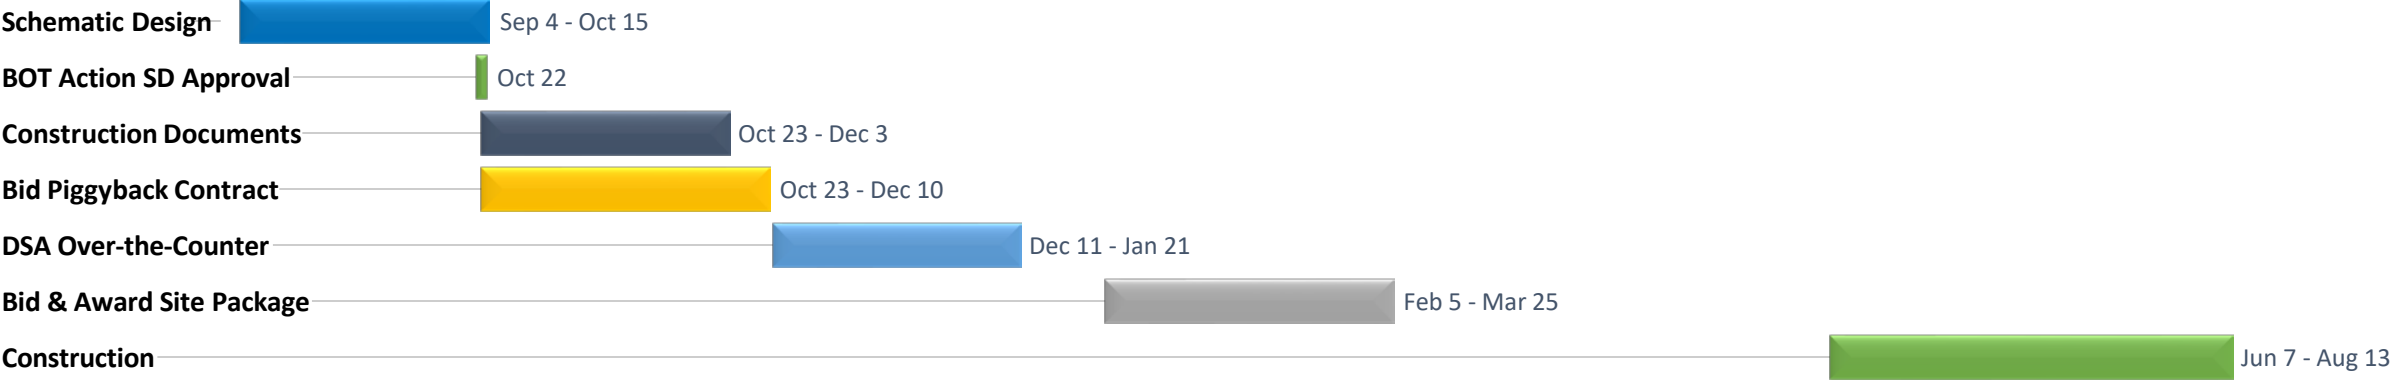 Schematic Design Sep 4 - Oct 15
BOT Action SD Approval Oct 22
Construction Documents Oct 23 - Dec 3
Bid Piggyback Contract Oct 23 - Dec 10
DSA Over-the-Counter Dec 11 - Jan 21
Bid & Award Site Package Feb 5 - Mar 25
Construction Jun 7 - Aug 13